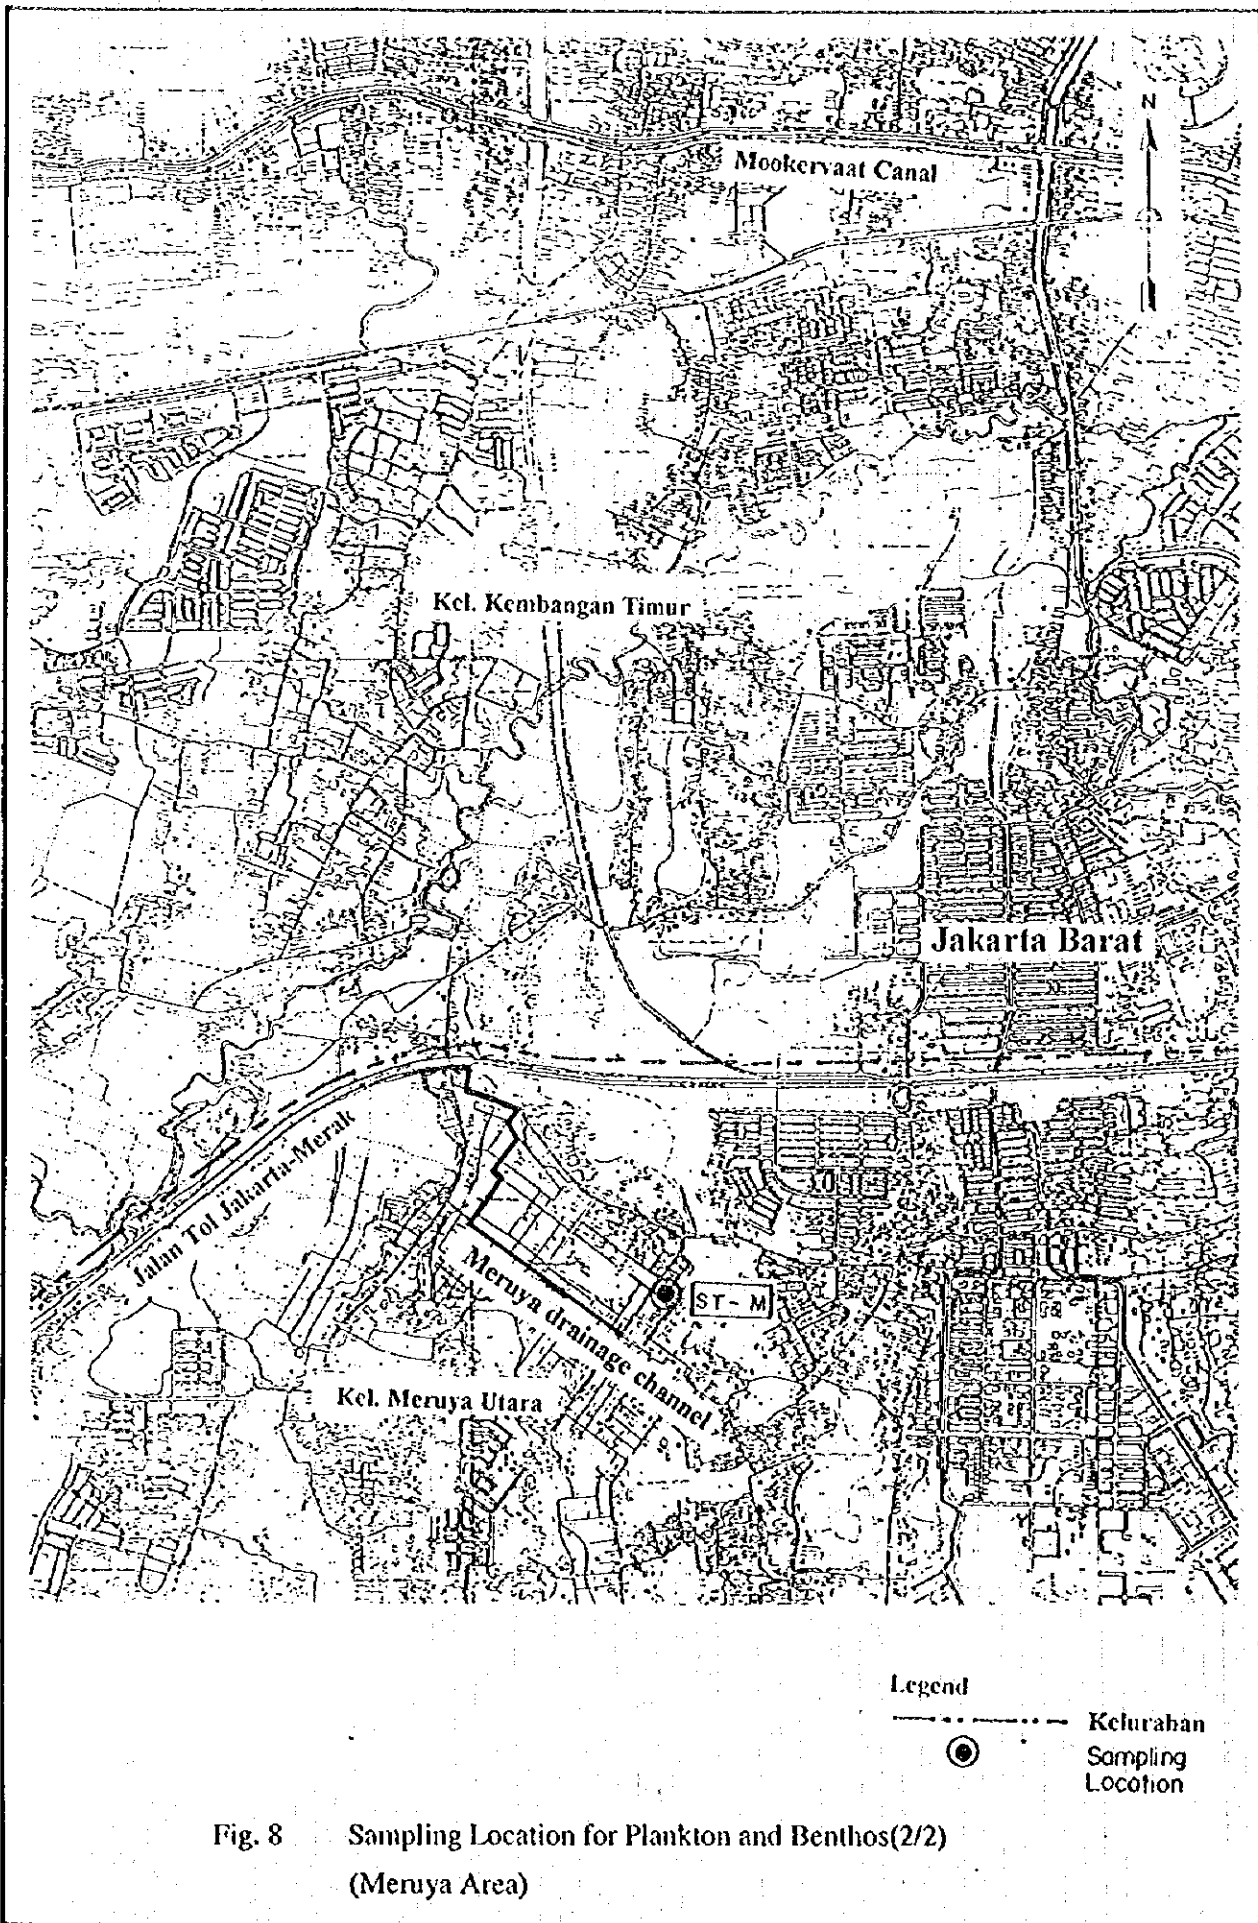 N
Mookervaat Canal
Kel. Kembangan Timur
Jakarta Barat
Jalan Tol Jakarta-Merak
ST - M
Meruya drainage channel
Kel. Meruya Utara
Legend
Kelurahan
Sampling
Location
Fig. 8 Sampling Location for Plankton and Benthos(2/2)
(Meruya Area)